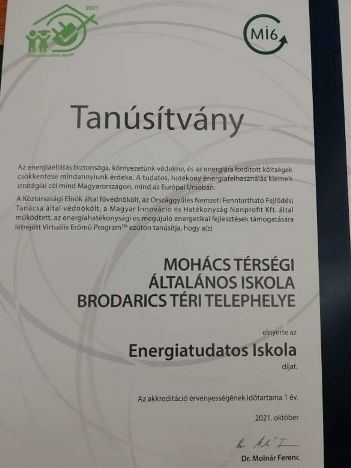 2021
Mi6
Tanúsítvány
Az energiaellátás biztonsága, környezetünk védelme, és az energiára fordított költségek
csökkentése mindannyiunk érdeke. A tudatos, hatékony energiafelhasználás kiemelt
stratégiai cél mind Magyarországon, mind az Európai Unióban.
A Köztársasági Elnök által fővédnökölt, az Országgyűlés Nemzeti Fenntartható Fejlődési
Tanácsa által védnökölt, a Magyar Innováció és Hatékonyság Nonprofit Kft. által
működtetett, az energiahatékonysági és megújuló energetikai fejlesztések támogatására
létrejött Virtuális Erőmű Program™ ezúton tanúsítja, hogy a(z)
MOHÁCS TÉRSÉGI
ÁLTALÁNOS ISKOLA
BRODARICS TÉRI TELEPHELYE
elnyerte az
Energiatudatos Iskola
díjat.
Az akkreditáció érvényességének időtartama 1 év.
2021. október
Dr. Molnár Ferenc